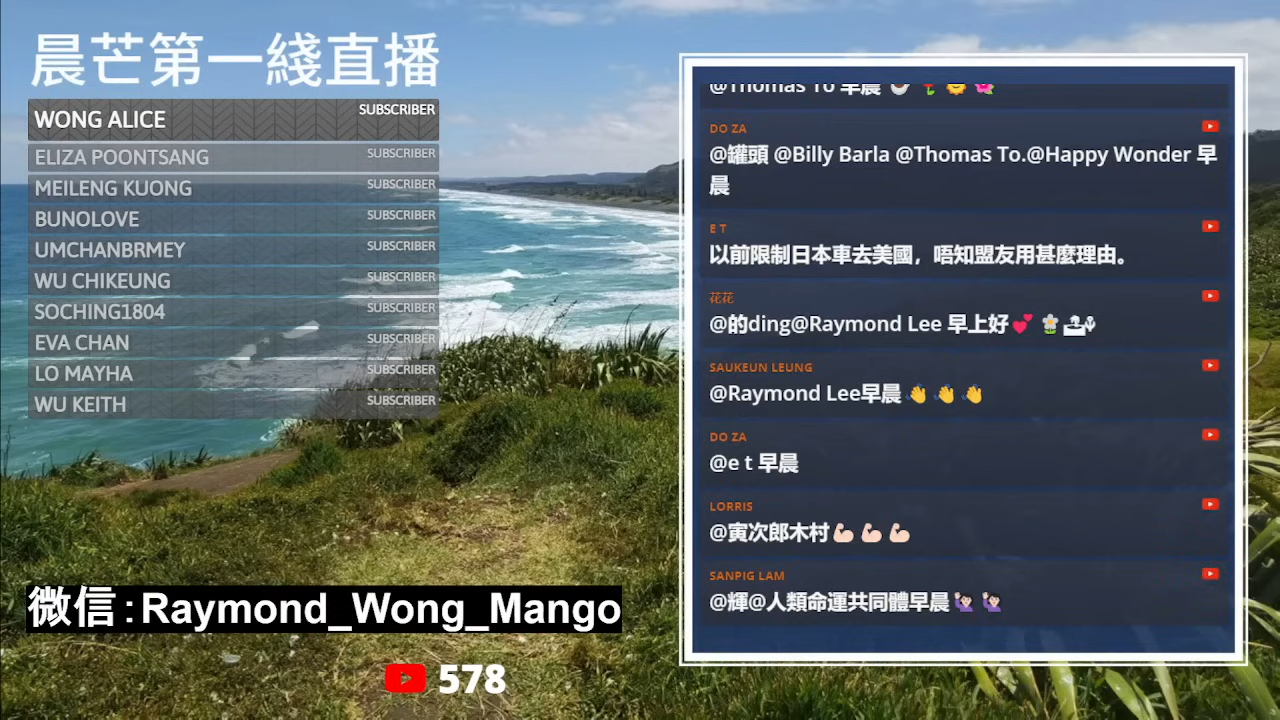 晨芒第一綫直播
WONG ALICE SUBSCRIBER
ELIZA POONTSANG SUBSCRIBER
MEILENG KUONG SUBSCRIBER
BUNOLOVE SUBSCRIBER
UMCHANBRMEY SUBSCRIBER
WU CHIKEUNG SUBSCRIBER
SOCHING1804 SUBSCRIBER
EVA CHAN SUBSCRIBER
LO MAYHA SUBSCRIBER
WU KEITH SUBSCRIBER
微信:Raymond_Wong_Mango
578
@Thomas To 早晨
DO ZA
@罐頭 @Billy Barla @Thomas To.@Happy Wonder 早
晨
E T
以前限制日本車去美國，唔知盟友用甚麼理由。
花花
@的ding@Raymond Lee 早上好💕
SAUKEUN LEUNG
@Raymond Lee早晨👋👋👋
DO ZA
@e t 早晨
LORRIS
@寅次郎木村💪🏻💪🏻💪🏻
SANPIG LAM
@輝@人類命運共同體早晨🙋🏻‍♀️🙋🏻‍♀️